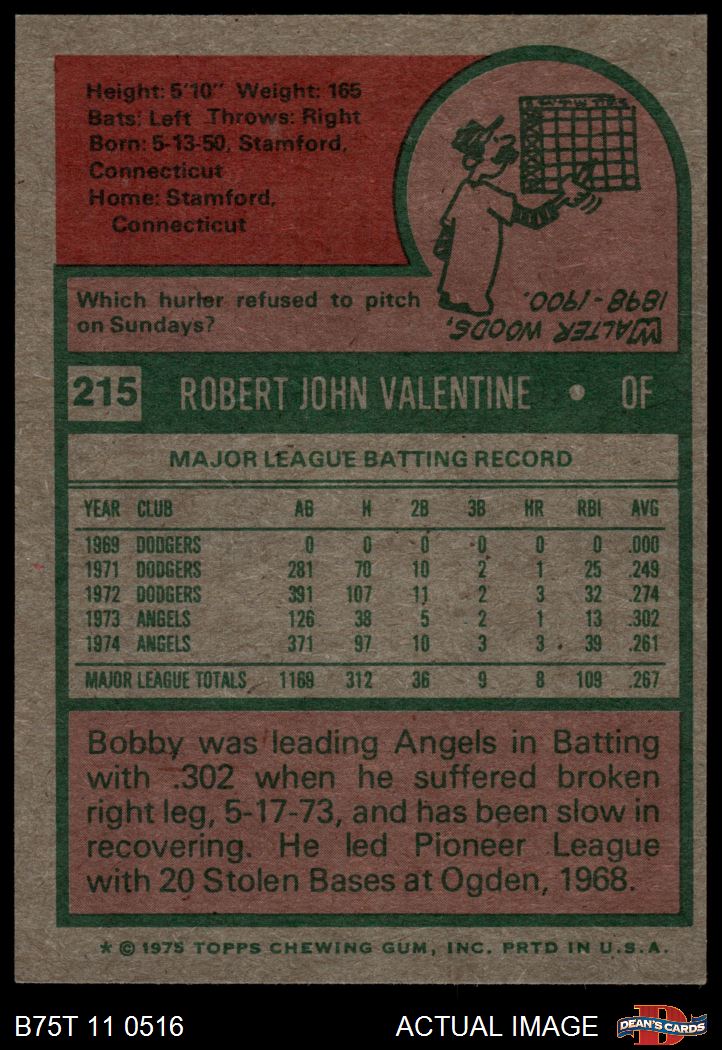 Height: 5'10" Weight: 165
Bats: Left Throws: Right
Born: 5-13-50, Stamford,
Connecticut
Home: Stamford,
Connecticut
Which hurler refused to pitch
on Sundays?
WALTER WOODS,
1898-1900.
215 ROBERT JOHN VALENTINE • OF
MAJOR LEAGUE BATTING RECORD
YEAR CLUB AB H 2B 3B HR RBI AVG
1969 DODGERS 0 0 0 0 0 0 .000
1971 DODGERS 281 70 10 2 1 25 .249
1972 DODGERS 391 107 11 2 3 32 .274
1973 ANGELS 126 38 5 2 1 13 .302
1974 ANGELS 371 97 10 3 3 39 .261
MAJOR LEAGUE TOTALS 1169 312 36 9 8 109 .267
Bobby was leading Angels in Batting
with .302 when he suffered broken
right leg, 5-17-73, and has been slow in
recovering. He led Pioneer League
with 20 Stolen Bases at Ogden, 1968.
* © 1975 TOPPS CHEWING GUM, INC. PRTD IN U.S.A.
B75T 11 0516 ACTUAL IMAGE DEAN'S CARDS